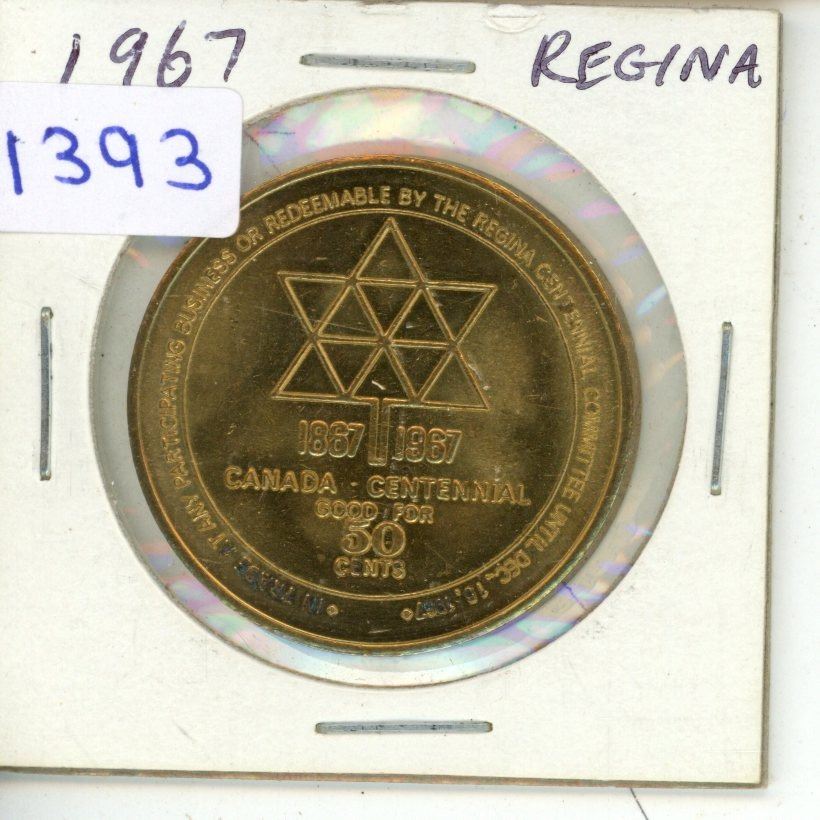 1967 REGINA
1393
IN TRADE AT ANY PARTICIPATING BUSINESS OR REDEEMABLE BY THE REGINA CENTENNIAL COMMITTEE UNTIL DEC. 16, 1967
1867 1967
CANADA - CENTENNIAL
GOOD FOR
50
CENTS